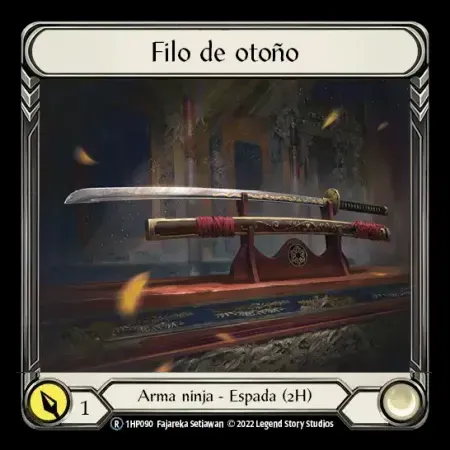 Filo de otoño
1
Arma ninja - Espada (2H)
R 1HP090 Fajareka Setiawan © 2022 Legend Story Studios